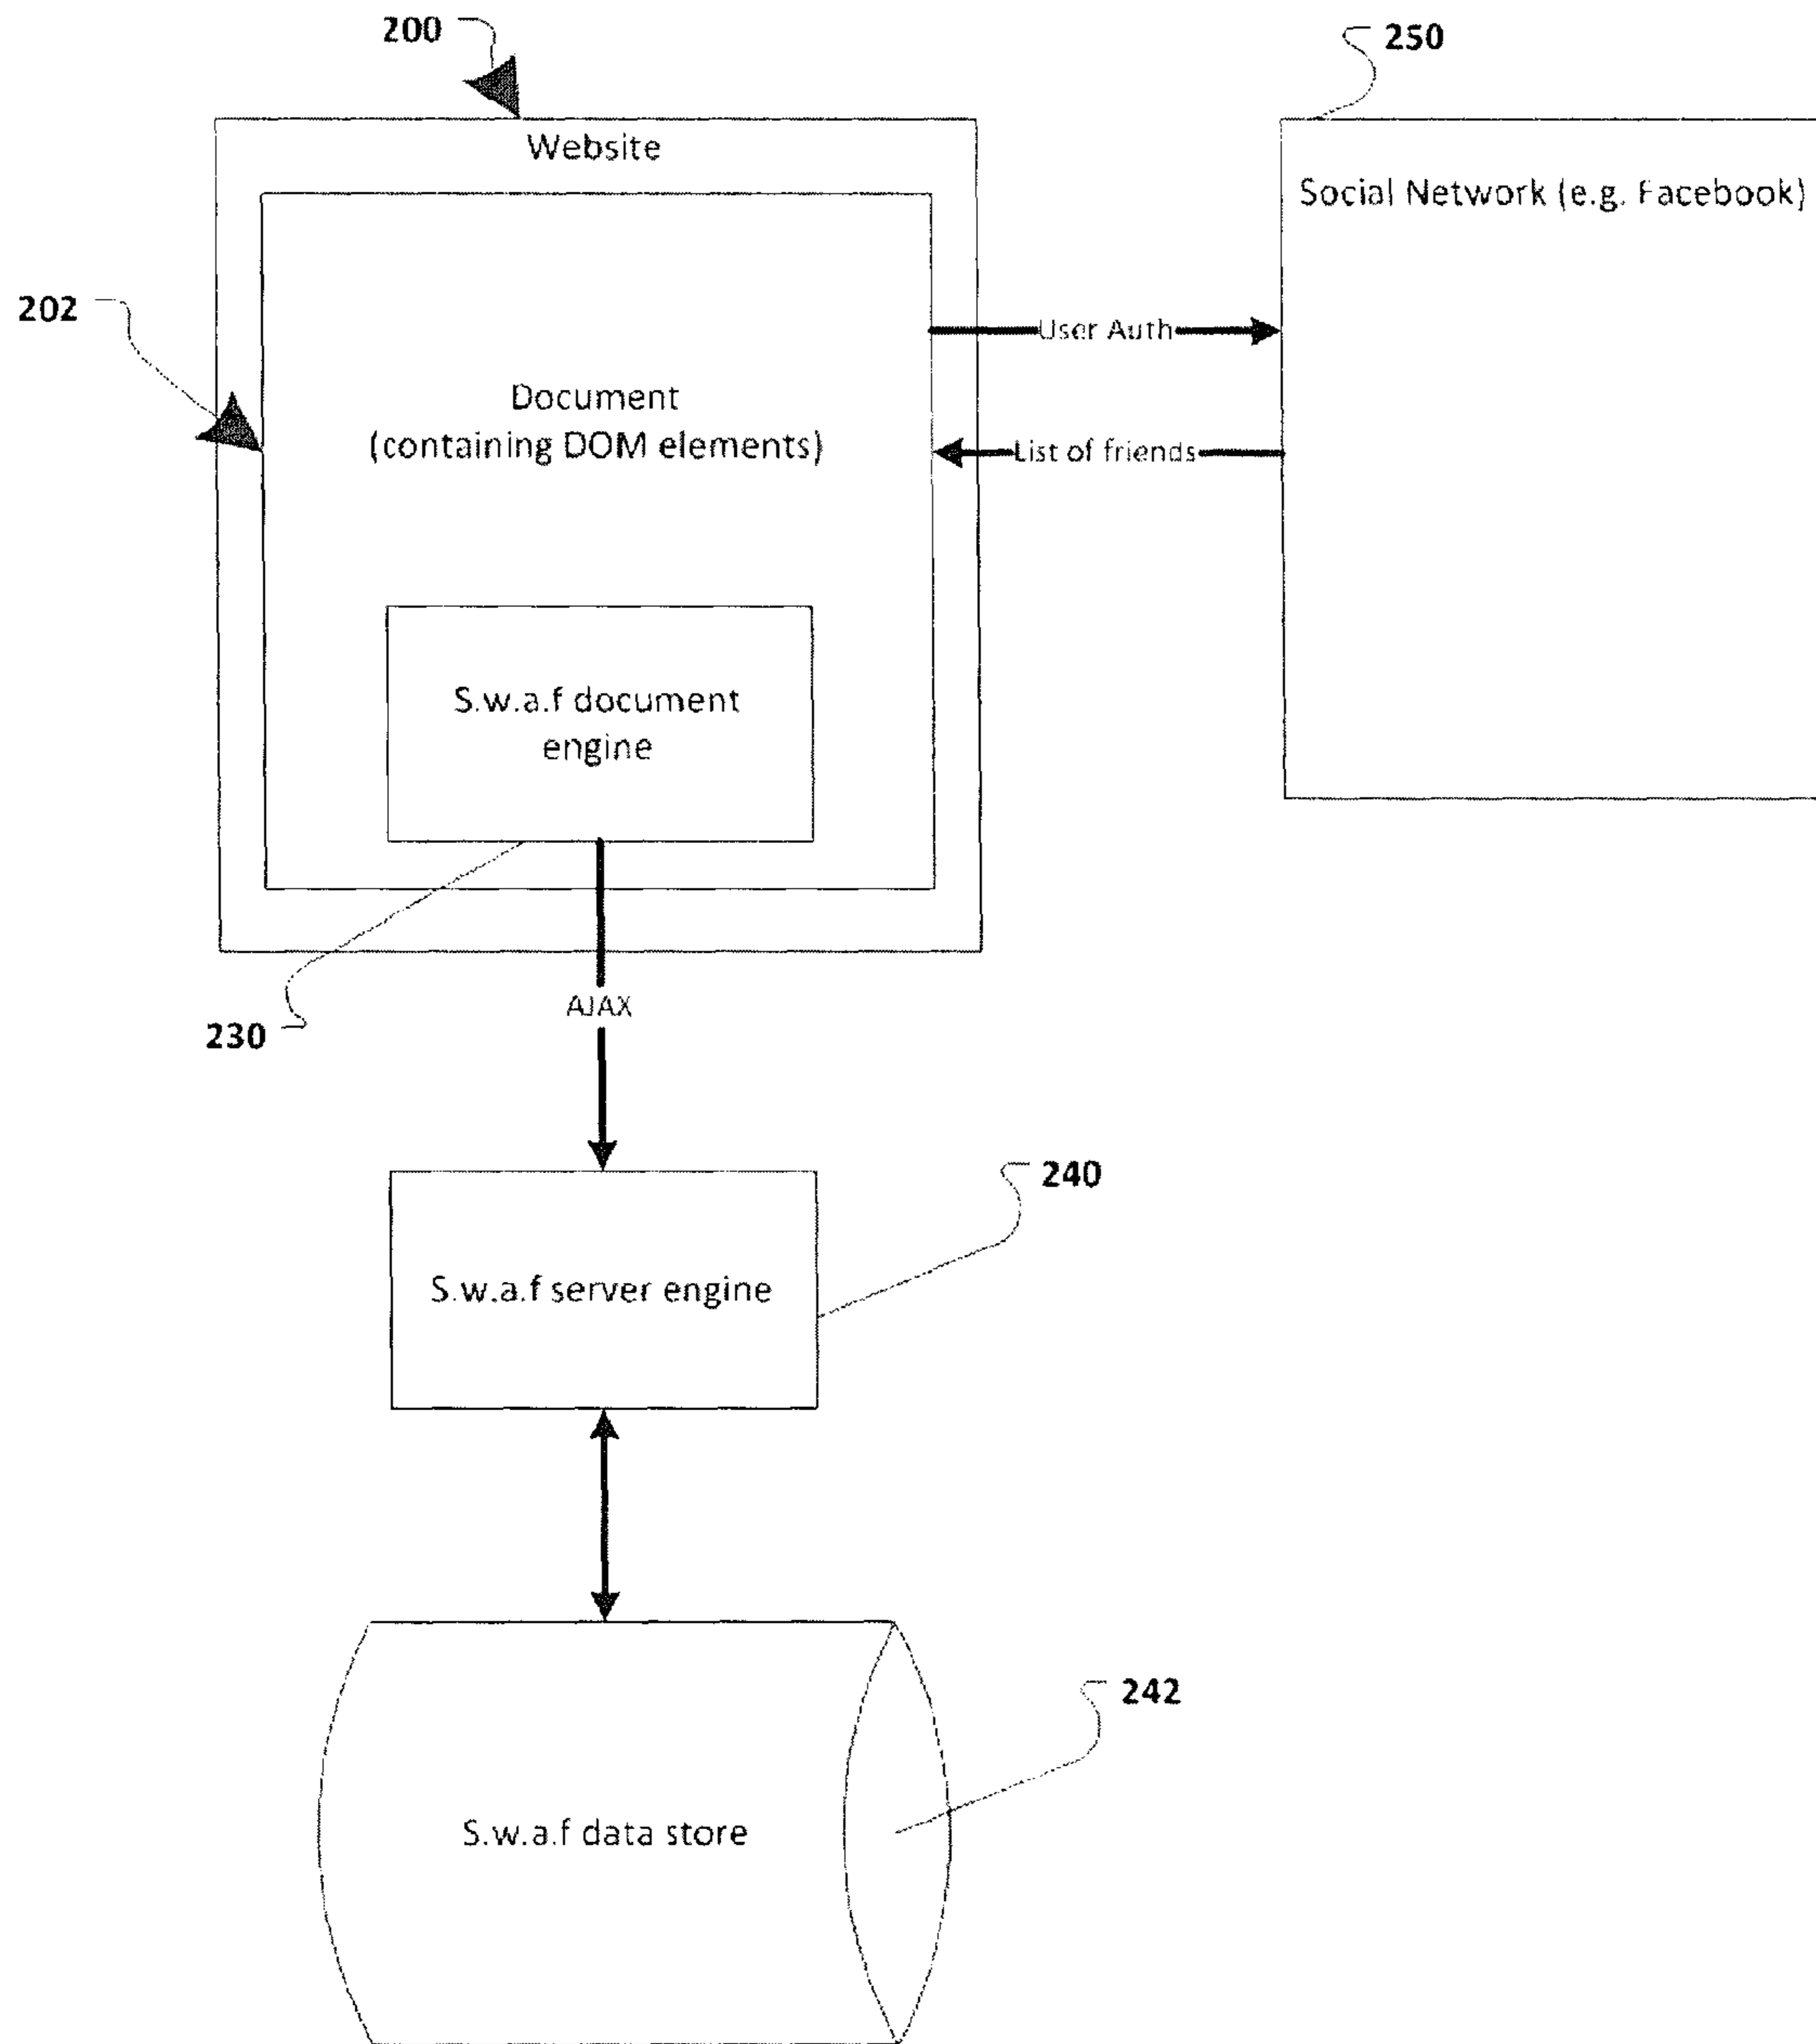 200
250
Website
Social Network (e.g. Facebook)
202
User Auth
Document
(containing DOM elements)
List of friends
S.w.a.f document
engine
AJAX
230
240
S.w.a.f server engine
242
S.w.a.f data store